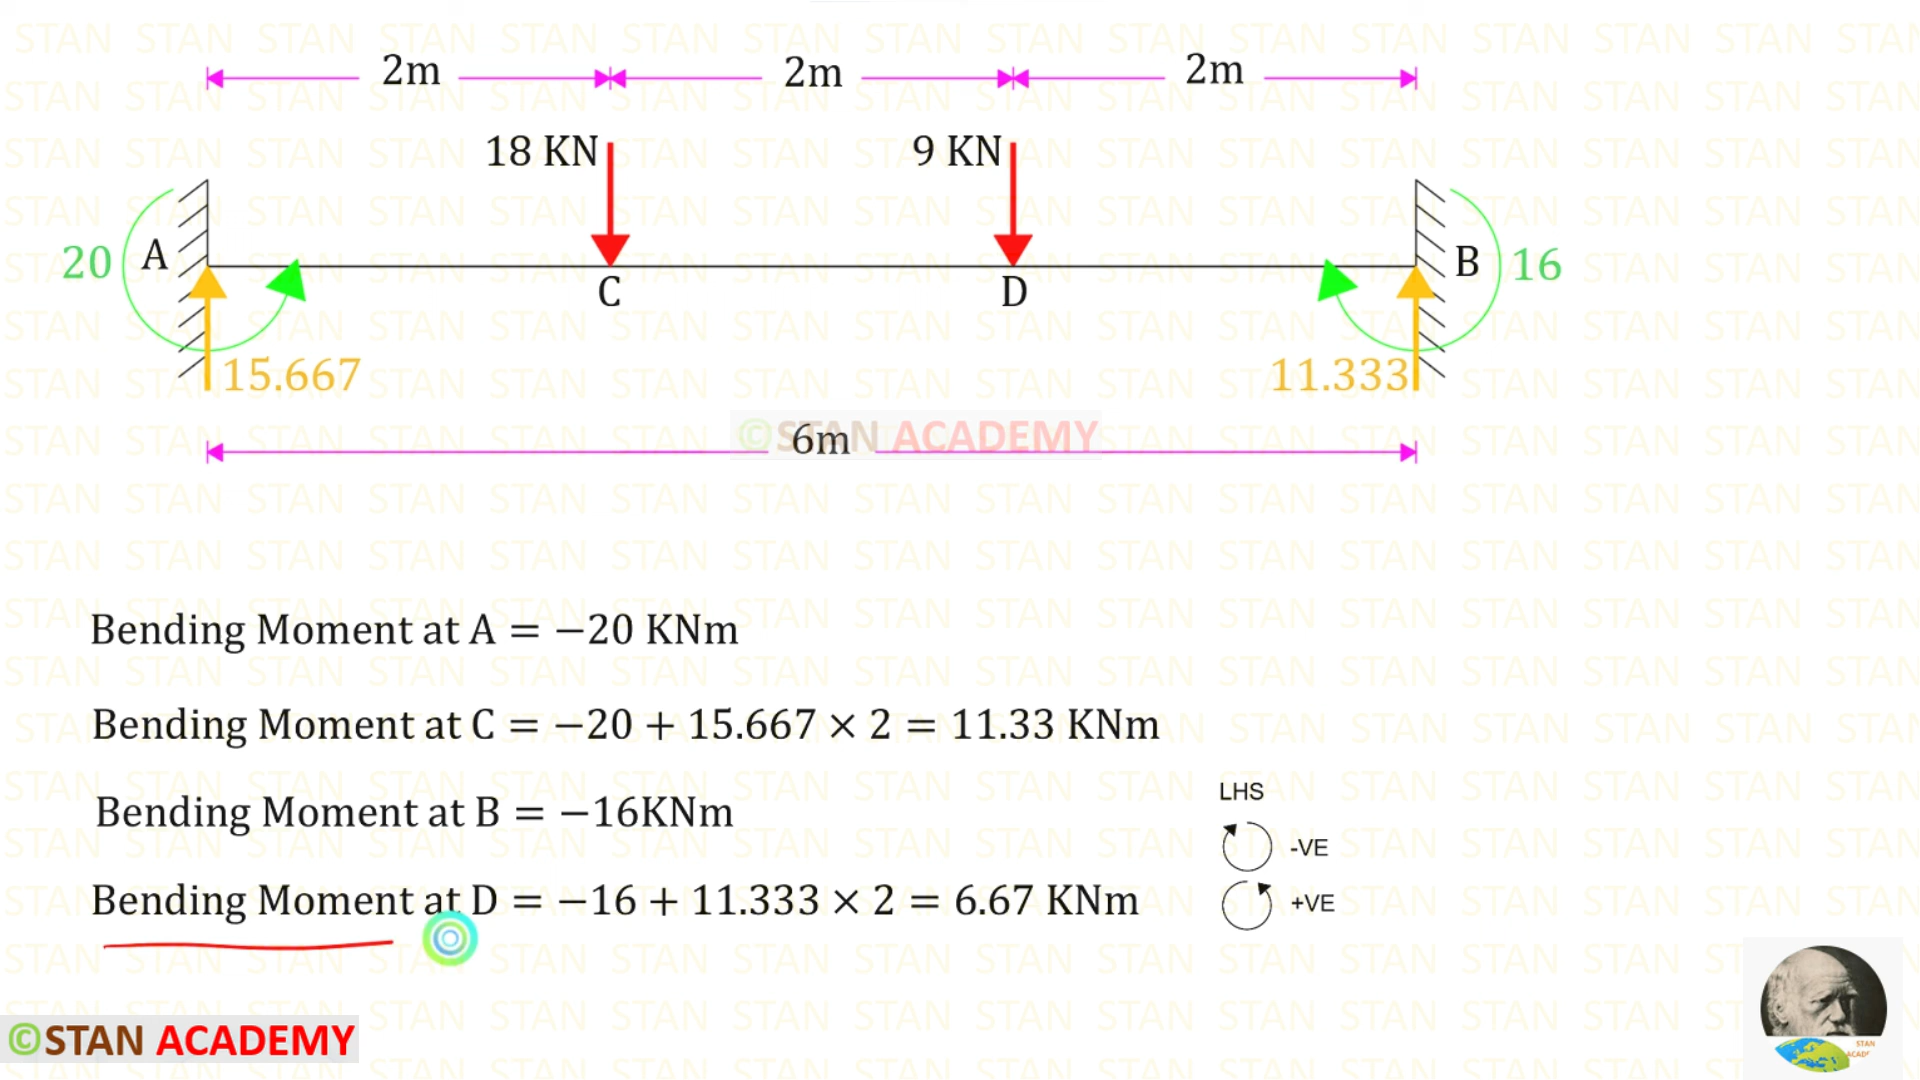 2m 2m 2m
18 KN 9 KN
20 A B 16
C D
15.667 11.333
©STAN ACADEMY
6m
Bending Moment at A = −20 KNm
Bending Moment at C = −20 + 15.667 × 2 = 11.33 KNm
Bending Moment at B = −16KNm
LHS
-VE
Bending Moment at D = −16 + 11.333 × 2 = 6.67 KNm
+VE
©STAN ACADEMY
STAN
ACADE